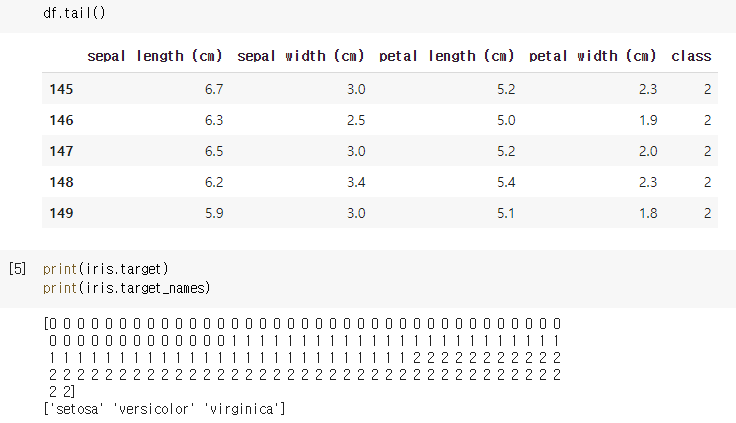 df.tail()
sepal length (cm) sepal width (cm) petal length (cm) petal width (cm) class
145 6.7 3.0 5.2 2.3 2
146 6.3 2.5 5.0 1.9 2
147 6.5 3.0 5.2 2.0 2
148 6.2 3.4 5.4 2.3 2
149 5.9 3.0 5.1 1.8 2
[5] print(iris.target)
print(iris.target_names)
[0 0 0 0 0 0 0 0 0 0 0 0 0 0 0 0 0 0 0 0 0 0 0 0 0 0 0 0 0 0 0 0 0 0 0 0 0
0 0 0 0 0 0 0 0 0 0 0 0 0 1 1 1 1 1 1 1 1 1 1 1 1 1 1 1 1 1 1 1 1 1 1 1 1
1 1 1 1 1 1 1 1 1 1 1 1 1 1 1 1 1 1 1 1 1 1 1 1 1 1 2 2 2 2 2 2 2 2 2 2 2
2 2 2 2 2 2 2 2 2 2 2 2 2 2 2 2 2 2 2 2 2 2 2 2 2 2 2 2 2 2 2 2 2 2 2 2 2
2 2]
['setosa' 'versicolor' 'virginica']